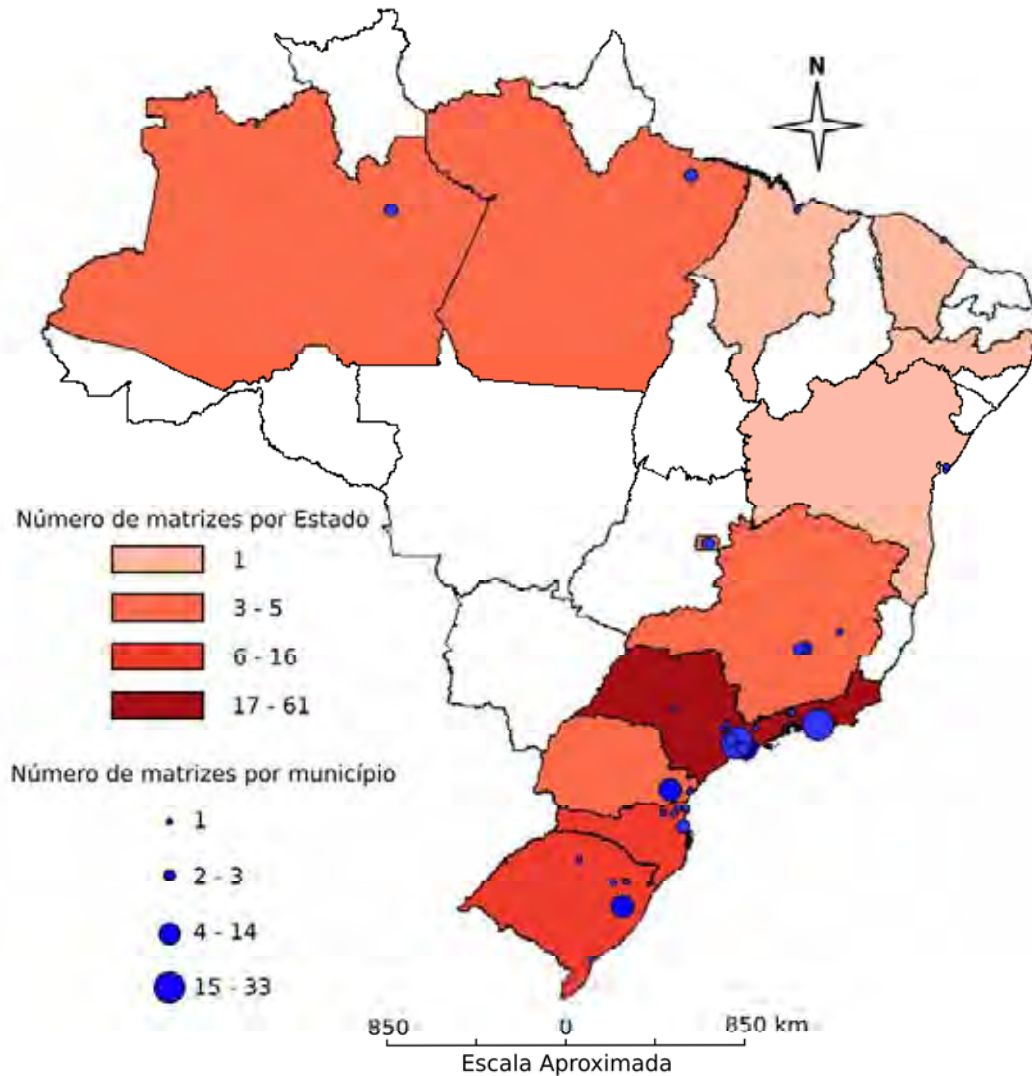 N
Número de matrizes por Estado
1
3 - 5
6 - 16
17 - 61
Número de matrizes por município
1
2 - 3
4 - 14
15 - 33
850 0 850 km
Escala Aproximada